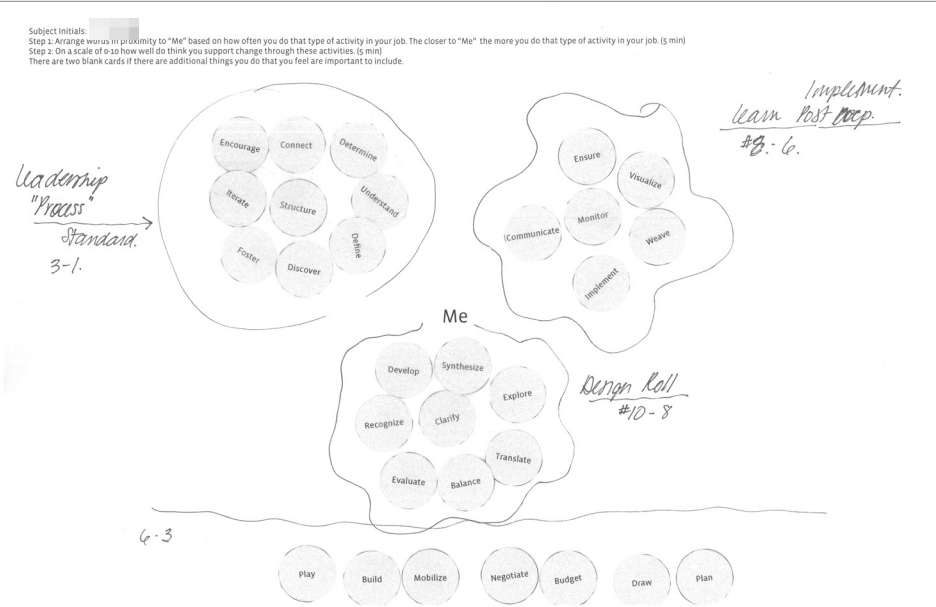 Subject Initials:
Step 1: Arrange words in proximity to "Me" based on how often you do that type of activity in your job. The closer to "Me" the more you do that type of activity in your job. (5 min)
Step 2: On a scale of 0-10 how well do think you support change through these activities. (5 min)
There are two blank cards if there are additional things you do that you feel are important to include.
Leadership
"Process"
Standard.
3-1.
Encourage
Connect
Determine
Iterate
Structure
Understand
Foster
Discover
Define
Implement.
learn Post
#8.-6.
Ensure
Visualize
Communicate
Monitor
Weave
Implement
Me
Develop
Synthesize
Explore
Recognize
Clarify
Translate
Evaluate
Balance
Design Roll
#10-8
6.3
Play
Build
Mobilize
Negotiate
Budget
Draw
Plan